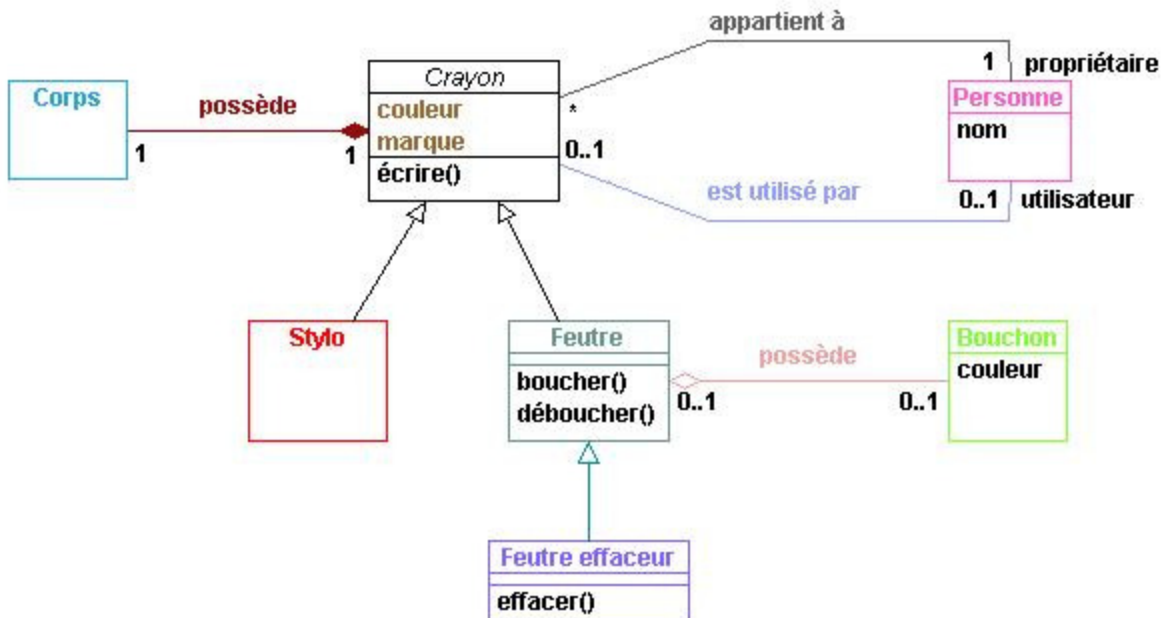 appartient à
1 propriétaire
Crayon
couleur
marque
écrire()
*
0..1
Corps
possède
1
1
Personne
nom
est utilisé par
0..1 utilisateur
Stylo
Feutre
boucher()
déboucher()
possède
0..1
0..1
Bouchon
couleur
Feutre effaceur
effacer()